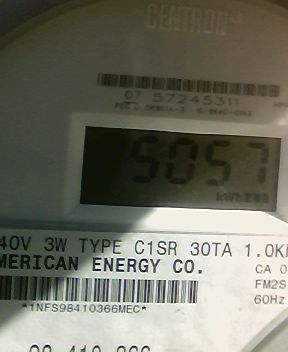 CENTRON
07 57245311
5057
kWh
40V 3W TYPE C1SR 30TA 1.0K
MERICAN ENERGY CO.
CA 0
FM2S
*1NFS98410366MEC*
60Hz